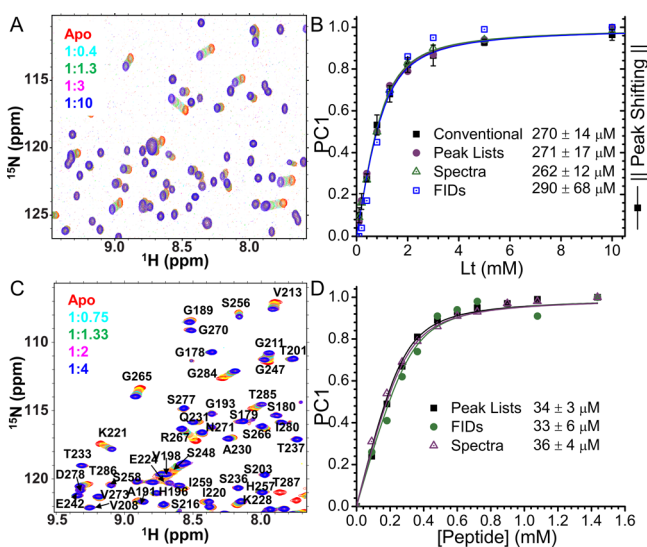 A
Apo
1:0.4
1:1.3
1:3
1:10
115
120
125
15N (ppm)
9.0 8.5 8.0
1H (ppm)
B
1.0
0.8
0.6
0.4
0.2
0.0
PC1
Conventional 270 ± 14 μM
Peak Lists 271 ± 17 μM
Spectra 262 ± 12 μM
FIDs 290 ± 68 μM
0 2 4 6 8 10
Lt (mM)
|| Peak Shifting ||
C
Apo
1:0.75
1:1.33
1:2
1:4
110
115
120
15N (ppm)
V213
S256
G189
G270
G178
G211
T201
G247
G284
G265
S277
T285
G193
S179
S180
Q231
K221
R267
N271
S266
I280
A230
T237
T233
E224
V198
S248
D278
T286
S258
I259
S236
S203
H257
T287
E242
V273
A191
H196
I220
K228
V208
S216
9.5 9.0 8.5 8.0
1H (ppm)
D
1.0
0.8
0.6
0.4
0.2
0.0
PC1
Peak Lists 34 ± 3 μM
FIDs 33 ± 6 μM
Spectra 36 ± 4 μM
0.0 0.2 0.4 0.6 0.8 1.0 1.2 1.4 1.6
[Peptide] (mM)